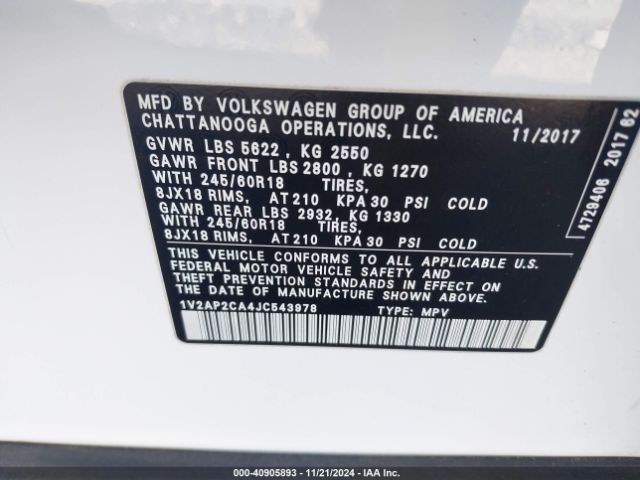 MFD BY VOLKSWAGEN GROUP OF AMERICA
CHATTANOOGA OPERATIONS, LLC. 11/2017
GVWR LBS 5622, KG 2550
GAWR FRONT LBS 2800, KG 1270
WITH 245/60R18 TIRES,
8JX18 RIMS, AT 210 KPA 30 PSI COLD
GAWR REAR LBS 2932, KG 1330
WITH 245/60R18 TIRES,
8JX18 RIMS, AT 210 KPA 30 PSI COLD
THIS VEHICLE CONFORMS TO ALL APPLICABLE U.S.
FEDERAL MOTOR VEHICLE SAFETY AND
THEFT PREVENTION STANDARDS IN EFFECT ON THE
DATE OF MANUFACTURE SHOWN ABOVE.
1V2AP2CA4JC543978 TYPE: MPV
4729406 2017 62
000-40905893 - 11/21/2024 - IAA Inc.